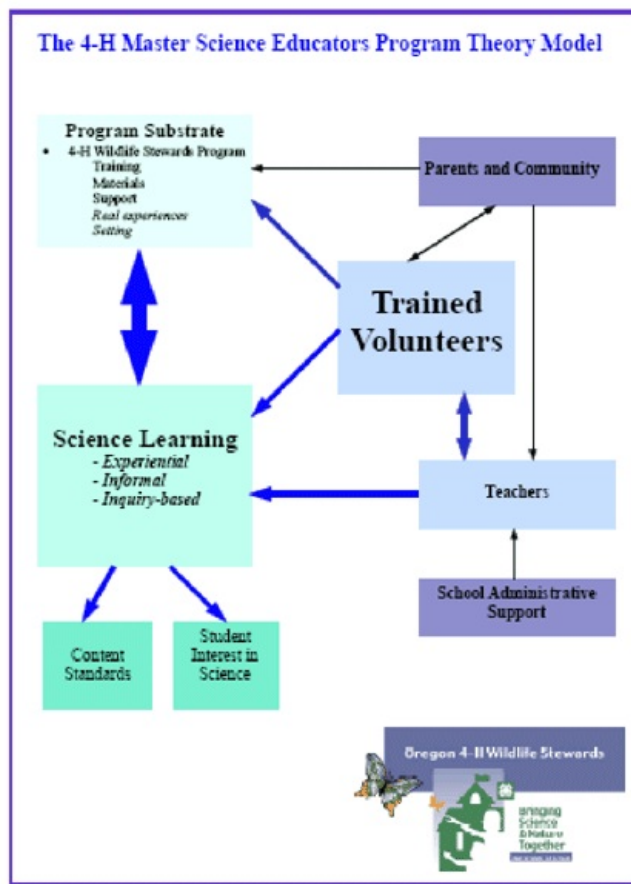 The 4-H Master Science Educators Program Theory Model
Program Substrate
• 4-H Wildlife Stewards Program
Training
Materials
Support
Real experiences
Setting
Parents and Community
Trained
Volunteers
Science Learning
- Experiential
- Informal
- Inquiry-based
Teachers
School Administrative
Support
Content
Standards
Student
Interest in
Science
Oregon 4-H Wildlife Stewards
Bringing
Science
& Nature
Together